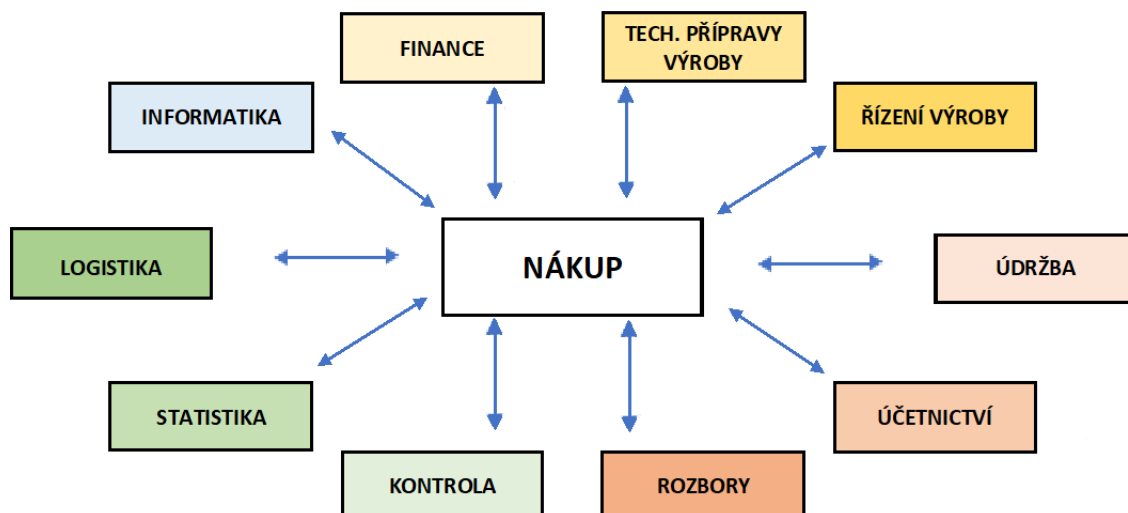 FINANCE
TECH. PŘÍPRAVY
VÝROBY
INFORMATIKA
ŘÍZENÍ VÝROBY
LOGISTIKA
NÁKUP
ÚDRŽBA
STATISTIKA
ÚČETNICTVÍ
KONTROLA
ROZBORY